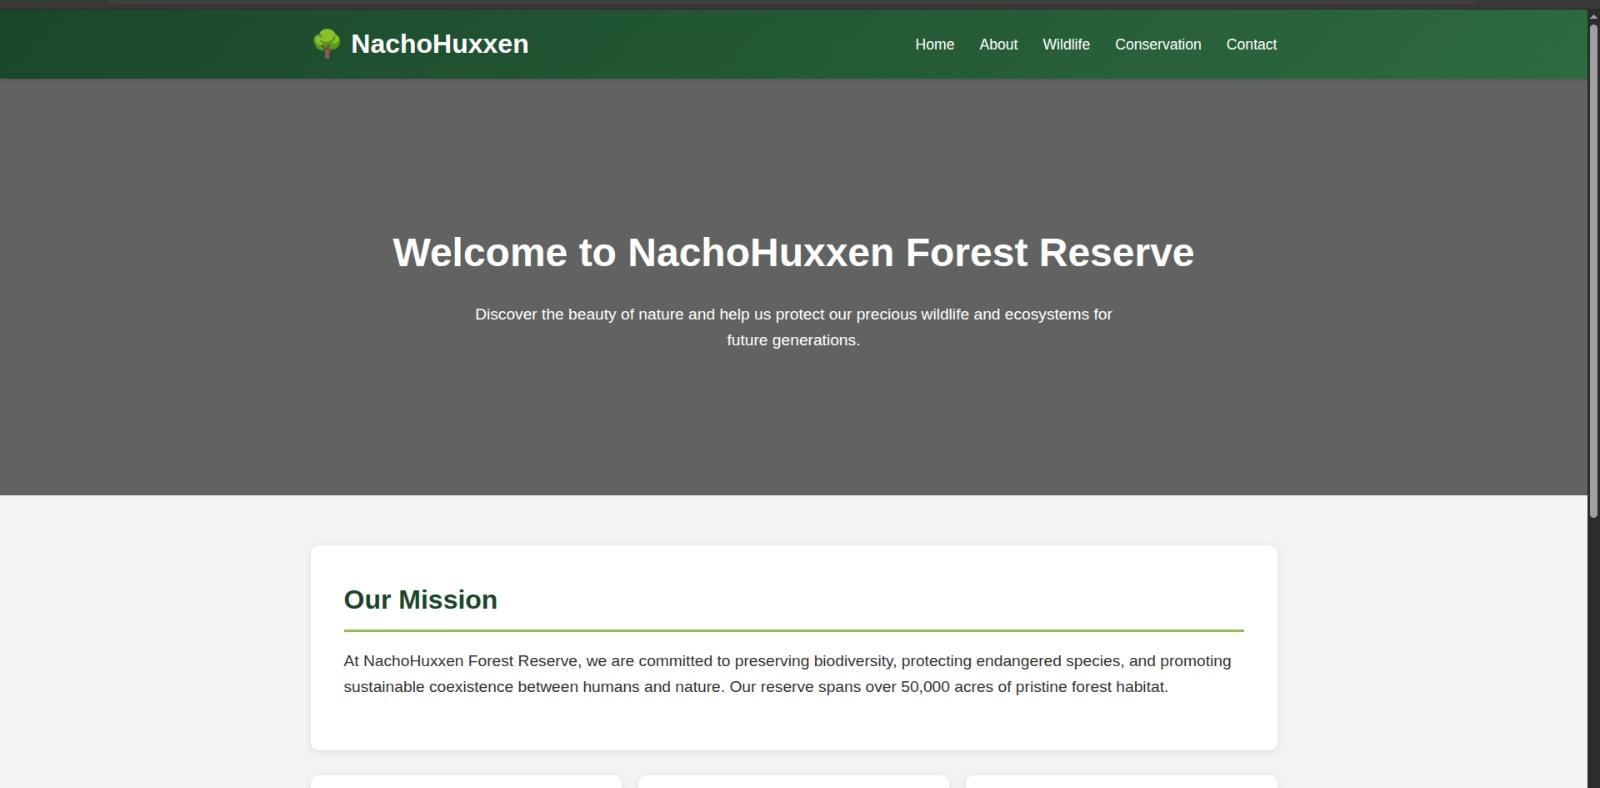 NachoHuxxen
Home About Wildlife Conservation Contact
Welcome to NachoHuxxen Forest Reserve
Discover the beauty of nature and help us protect our precious wildlife and ecosystems for
future generations.
Our Mission
At NachoHuxxen Forest Reserve, we are committed to preserving biodiversity, protecting endangered species, and promoting
sustainable coexistence between humans and nature. Our reserve spans over 50,000 acres of pristine forest habitat.